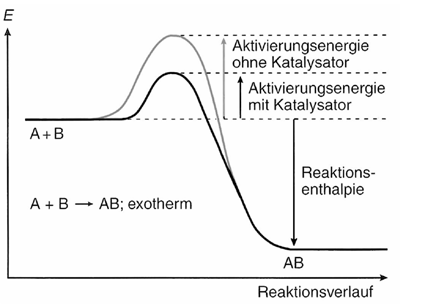 E
Aktivierungsenergie
ohne Katalysator
Aktivierungsenergie
mit Katalysator
A + B
Reaktions-
enthalpie
A + B → AB; exotherm
AB
Reaktionsverlauf